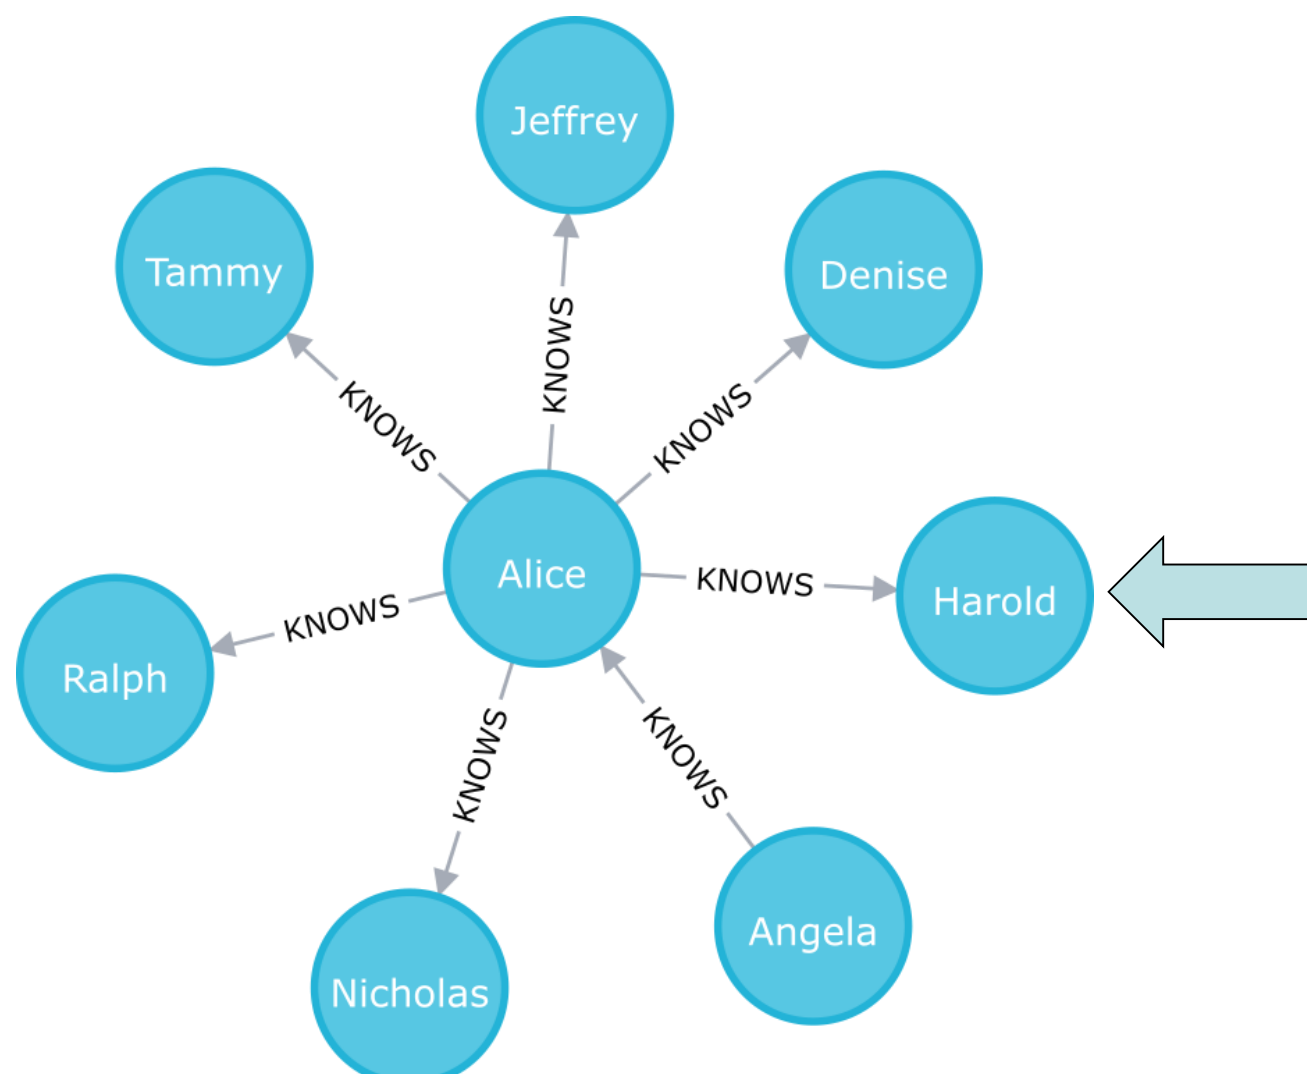 Jeffrey
Tammy
Denise
KNOWS
KNOWS
KNOWS
Alice
KNOWS
Harold
KNOWS
Ralph
KNOWS
KNOWS
Angela
Nicholas